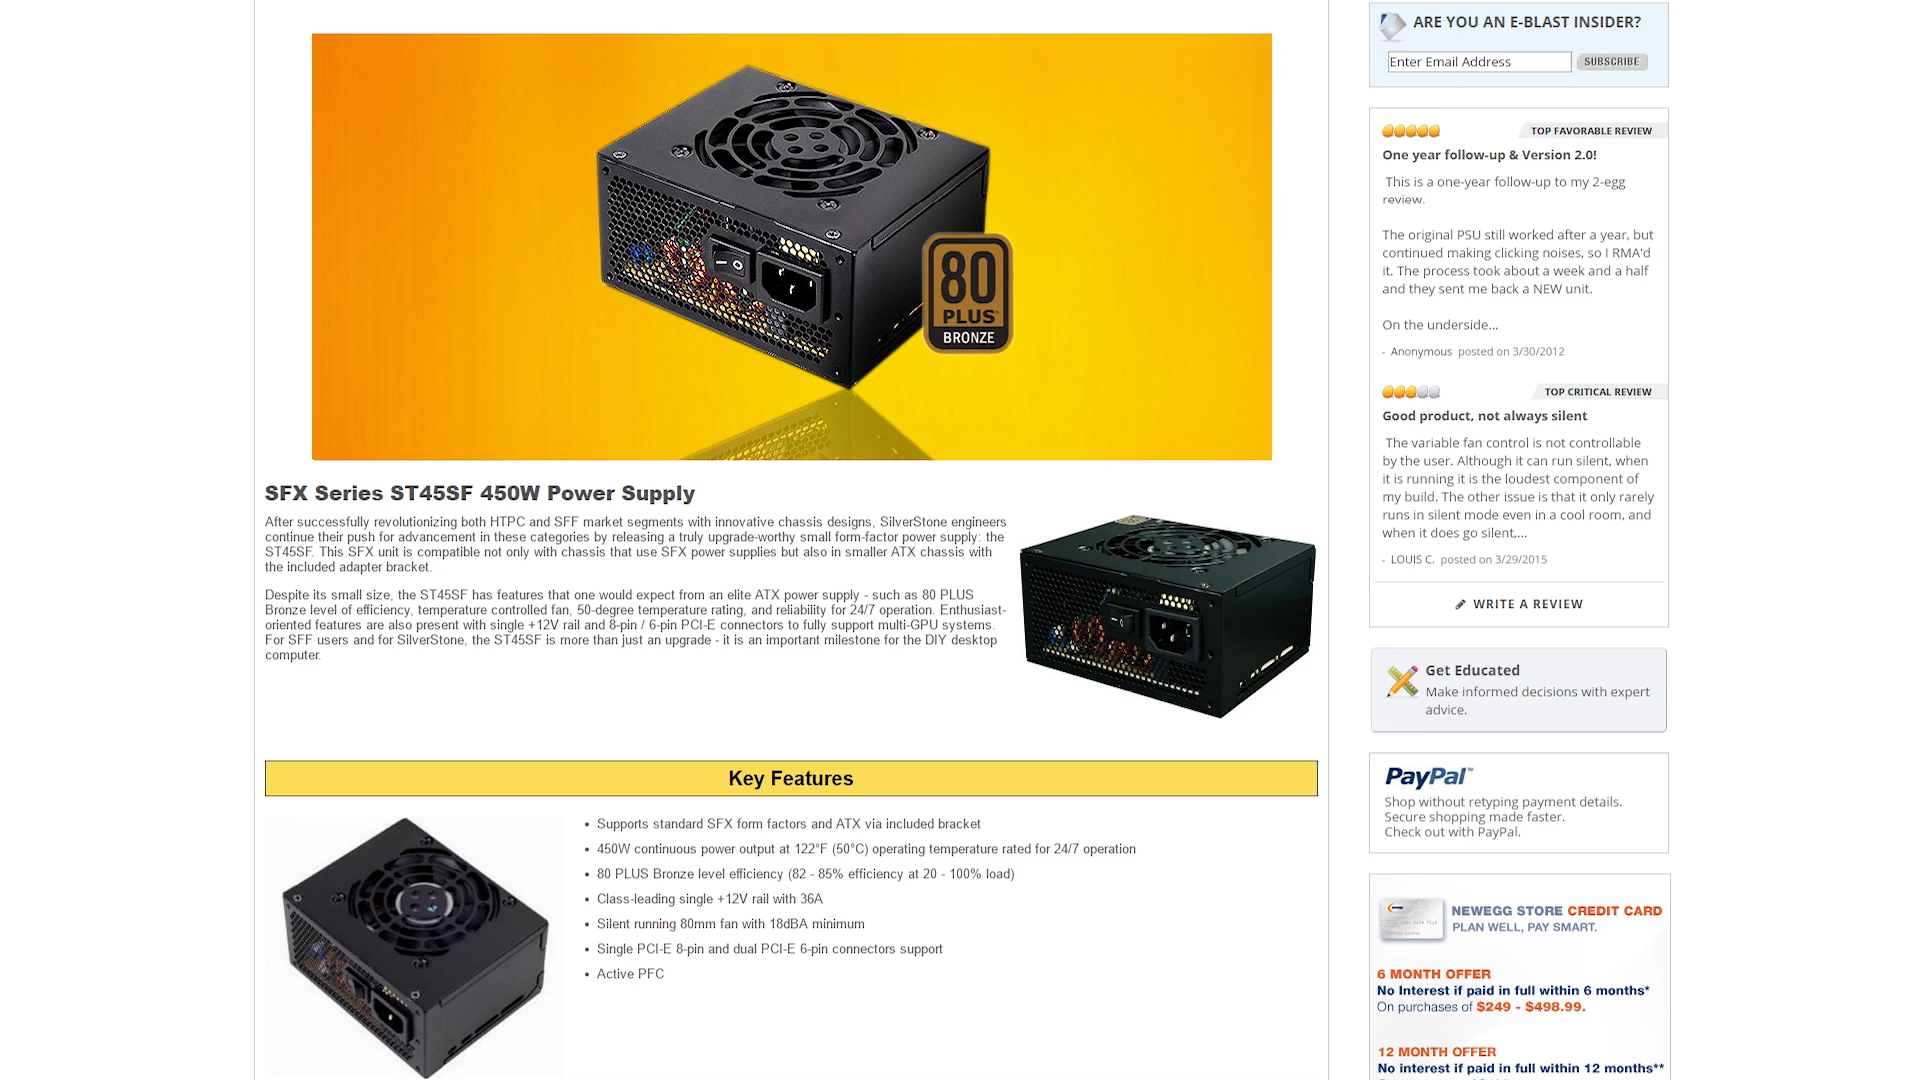 80
PLUS
BRONZE
SFX Series ST45SF 450W Power Supply
After successfully revolutionizing both HTPC and SFF market segments with innovative chassis designs, SilverStone engineers
continue their push for advancement in these categories by releasing a truly upgrade-worthy small form-factor power supply: the
ST45SF. This SFX unit is compatible not only with chassis that use SFX power supplies but also in smaller ATX chassis with
the included adapter bracket.
Despite its small size, the ST45SF has features that one would expect from an elite ATX power supply - such as 80 PLUS
Bronze level of efficiency, temperature controlled fan, 50-degree temperature rating, and reliability for 24/7 operation. Enthusiast-
oriented features are also present with single +12V rail and 8-pin / 6-pin PCI-E connectors to fully support multi-GPU systems.
For SFF users and for SilverStone, the ST45SF is more than just an upgrade - it is an important milestone for the DIY desktop
computer.
Key Features
• Supports standard SFX form factors and ATX via included bracket
• 450W continuous power output at 122°F (50°C) operating temperature rated for 24/7 operation
• 80 PLUS Bronze level efficiency (82 - 85% efficiency at 20 - 100% load)
• Class-leading single +12V rail with 36A
• Silent running 80mm fan with 18dBA minimum
• Single PCI-E 8-pin and dual PCI-E 6-pin connectors support
• Active PFC
ARE YOU AN E-BLAST INSIDER?
Enter Email Address
SUBSCRIBE
TOP FAVORABLE REVIEW
One year follow-up & Version 2.0!
This is a one-year follow-up to my 2-egg
review.
The original PSU still worked after a year, but
continued making clicking noises, so I RMA'd
it. The process took about a week and a half
and they sent me back a NEW unit.
On the underside...
- Anonymous posted on 3/30/2012
TOP CRITICAL REVIEW
Good product, not always silent
The variable fan control is not controllable
by the user. Although it can run silent, when
it is running it is the loudest component of
my build. The other issue is that it only rarely
runs in silent mode even in a cool room, and
when it does go silent,...
- LOUIS C. posted on 3/29/2015
WRITE A REVIEW
Get Educated
Make informed decisions with expert
advice.
PayPal™
Shop without retyping payment details.
Secure shopping made faster.
Check out with PayPal.
NEWEGG STORE CREDIT CARD
PLAN WELL, PAY SMART.
6 MONTH OFFER
No Interest if paid in full within 6 months*
On purchases of $249 - $498.99.
12 MONTH OFFER
No interest if paid in full within 12 months**